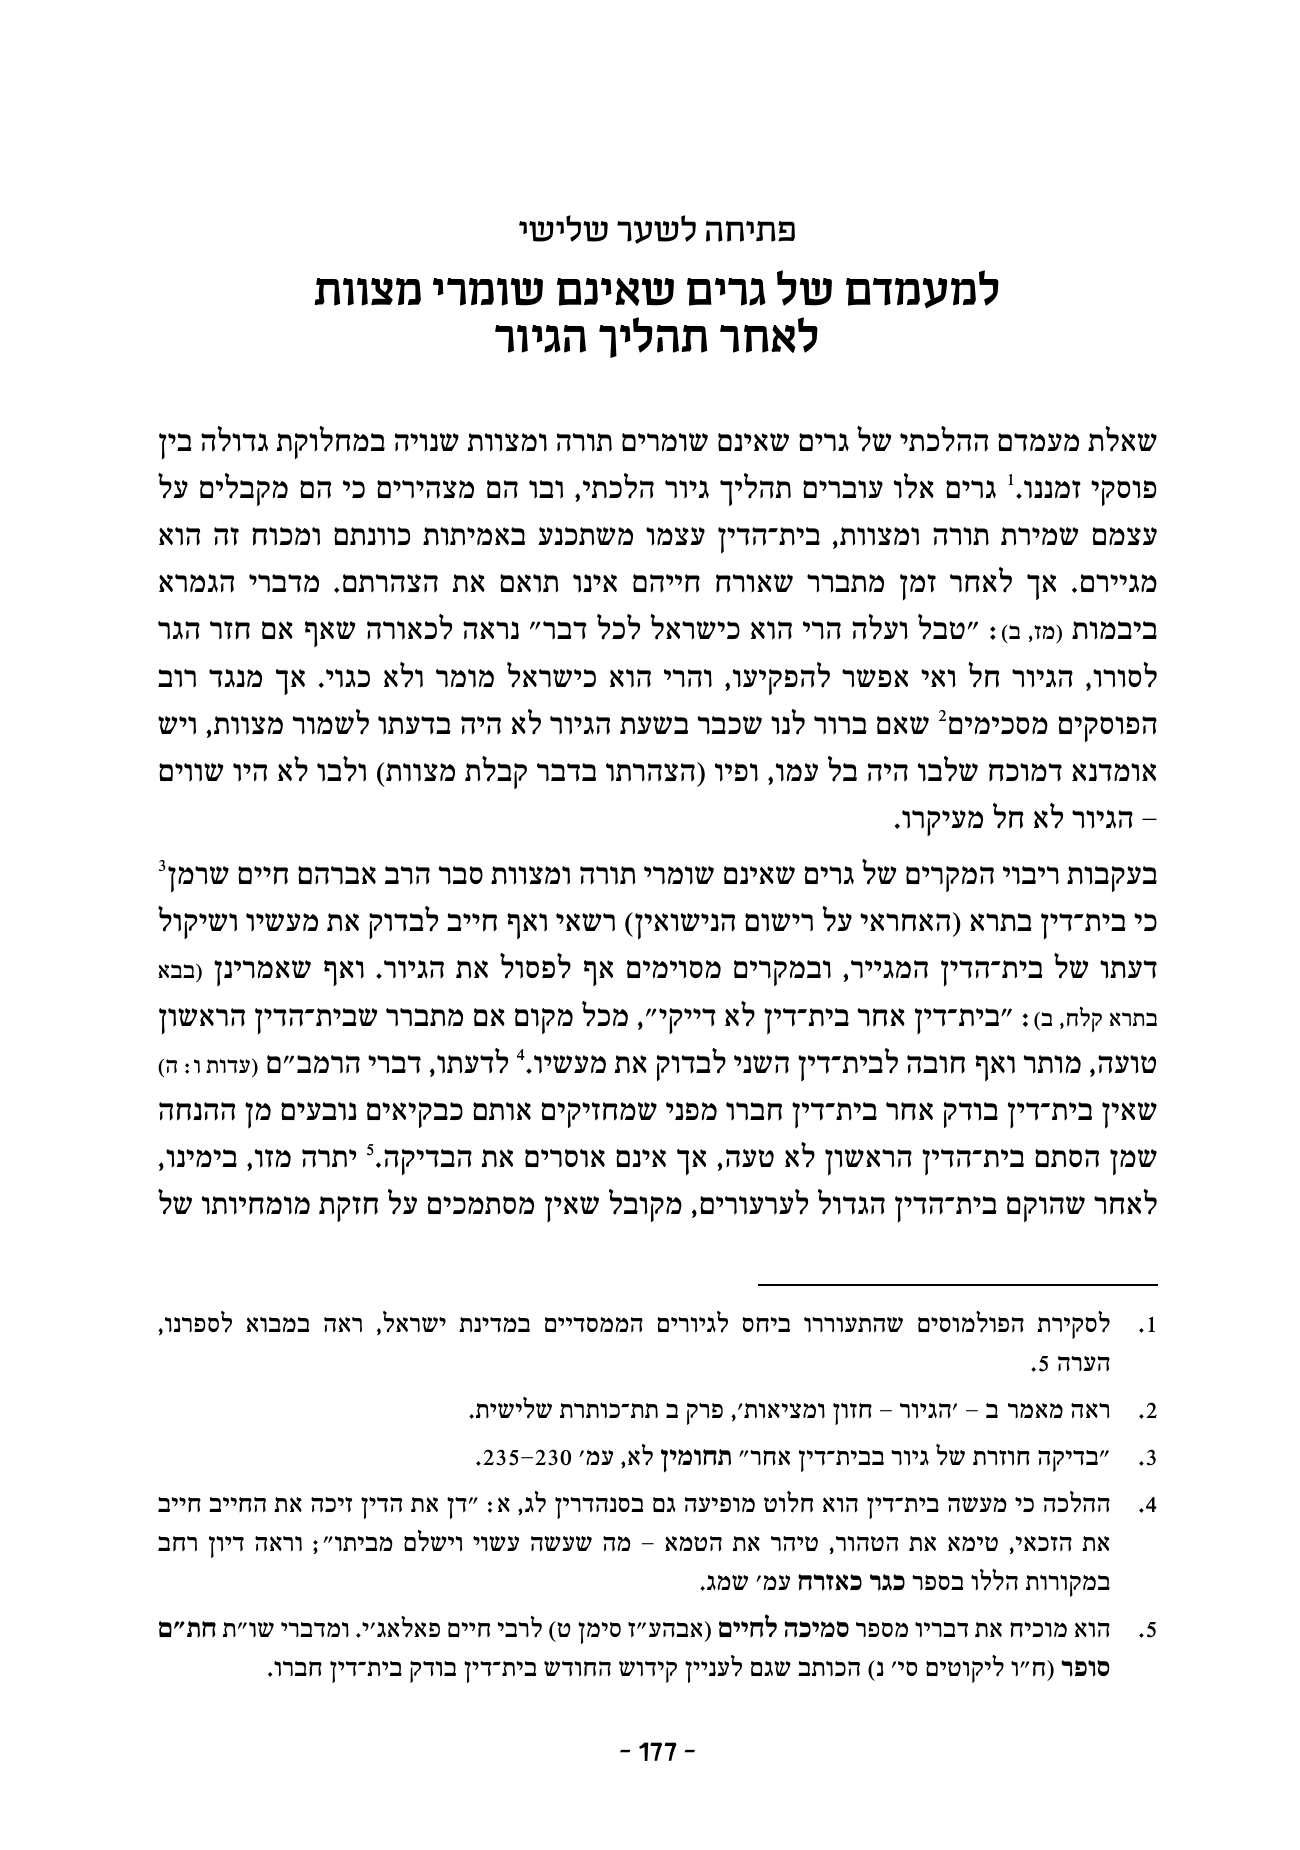 פתיחה לשער שלישי
למעמדם של גרים שאינם שומרי מצוות
לאחר תהליך הגיור
שאלת מעמדם ההלכתי של גרים שאינם שומרים תורה ומצוות שנויה במחלוקת גדולה בין
פוסקי זמננו.1 גרים אלו עוברים תהליך גיור הלכתי, ובו הם מצהירים כי הם מקבלים על
עצמם שמירת תורה ומצוות, בית־הדין עצמו משתכנע באמיתות כוונתם ומכוח זה הוא
מגיירם. אך לאחר זמן מתברר שאורח חייהם אינו תואם את הצהרתם. מדברי הגמרא
ביבמות (מז, ב): ״טבל ועלה הרי הוא כישראל לכל דבר״ נראה לכאורה שאף אם חזר הגר
לסורו, הגיור חל ואי אפשר להפקיעו, והרי הוא כישראל מומר ולא כגוי. אך מנגד רוב
הפוסקים מסכימים2 שאם ברור לנו שכבר בשעת הגיור לא היה בדעתו לשמור מצוות, ויש
אומדנא דמוכח שלבו היה בל עמו, ופיו (הצהרתו בדבר קבלת מצוות) ולבו לא היו שווים
– הגיור לא חל מעיקרו.
בעקבות ריבוי המקרים של גרים שאינם שומרי תורה ומצוות סבר הרב אברהם חיים שרמן3
כי בית־דין בתרא (האחראי על רישום הנישואין) רשאי ואף חייב לבדוק את מעשיו ושיקול
דעתו של בית־הדין המגייר, ובמקרים מסוימים אף לפסול את הגיור. ואף שאמרינן (בבא
בתרא קלח, ב): ״בית־דין אחר בית־דין לא דייקי״, מכל מקום אם מתברר שבית־הדין הראשון
טועה, מותר ואף חובה לבית־דין השני לבדוק את מעשיו.4 לדעתו, דברי הרמב״ם (עדות ו: ה)
שאין בית־דין בודק אחר בית־דין חברו מפני שמחזיקים אותם כבקיאים נובעים מן ההנחה
שמן הסתם בית־הדין הראשון לא טעה, אך אינם אוסרים את הבדיקה.5 יתרה מזו, בימינו,
לאחר שהוקם בית־הדין הגדול לערעורים, מקובל שאין מסתמכים על חזקת מומחיותו של
1. לסקירת הפולמוסים שהתעוררו ביחס לגיורים הממסדיים במדינת ישראל, ראה במבוא לספרנו,
הערה 5.
2. ראה מאמר ב – ׳הגיור – חזון ומציאות׳, פרק ב תת־כותרת שלישית.
3. ״בדיקה חוזרת של גיור בבית־דין אחר״ תחומין לא, עמ׳ 230–235.
4. ההלכה כי מעשה בית־דין הוא חלוט מופיעה גם בסנהדרין לג, א: ״דן את הדין זיכה את החייב חייב
את הזכאי, טימא את הטהור, טיהר את הטמא – מה שעשה עשוי וישלם מביתו״; וראה דיון רחב
במקורות הללו בספר כגר כאזרח עמ׳ שמג.
5. הוא מוכיח את דבריו מספר סמיכה לחיים (אבהע״ז סימן ט) לרבי חיים פאלאג׳י. ומדברי שו״ת חת״ם
סופר (ח״ו ליקוטים סי׳ נ) הכותב שגם לעניין קידוש החודש בית־דין בודק בית־דין חברו.
- 177 -